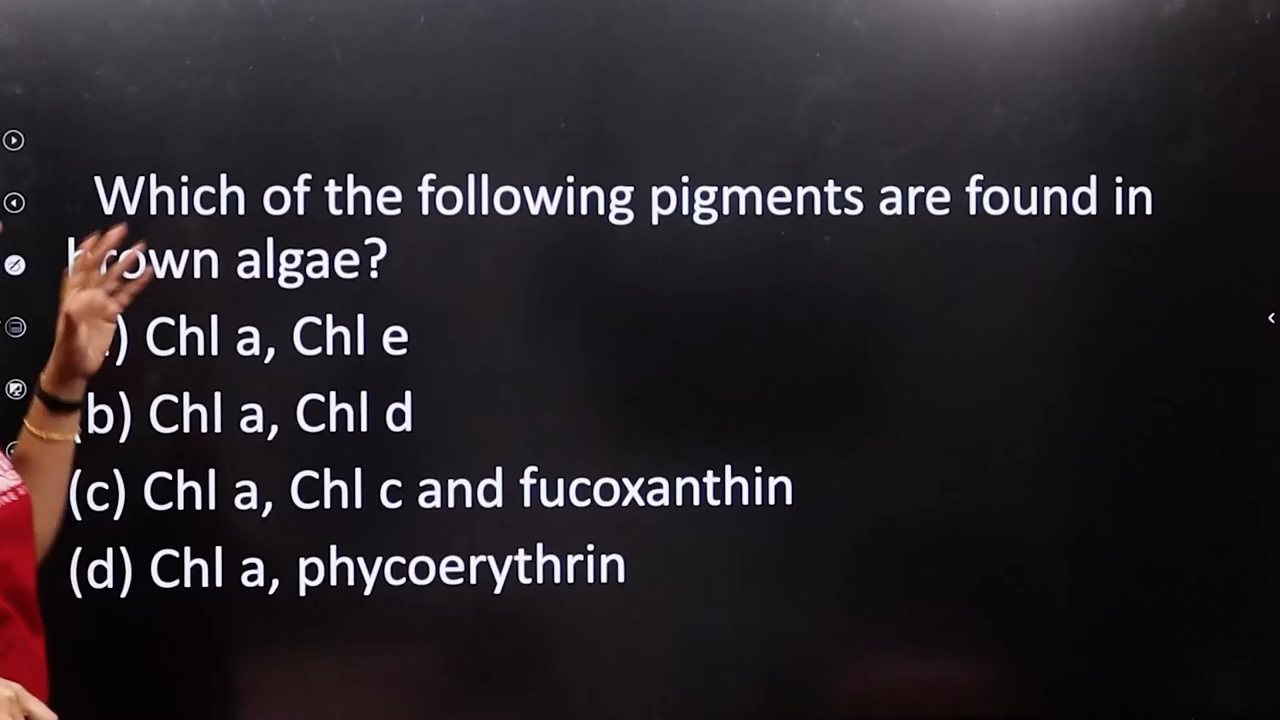 Which of the following pigments are found in
brown algae?
) Chl a, Chl e
(b) Chl a, Chl d
(c) Chl a, Chl c and fucoxanthin
(d) Chl a, phycoerythrin